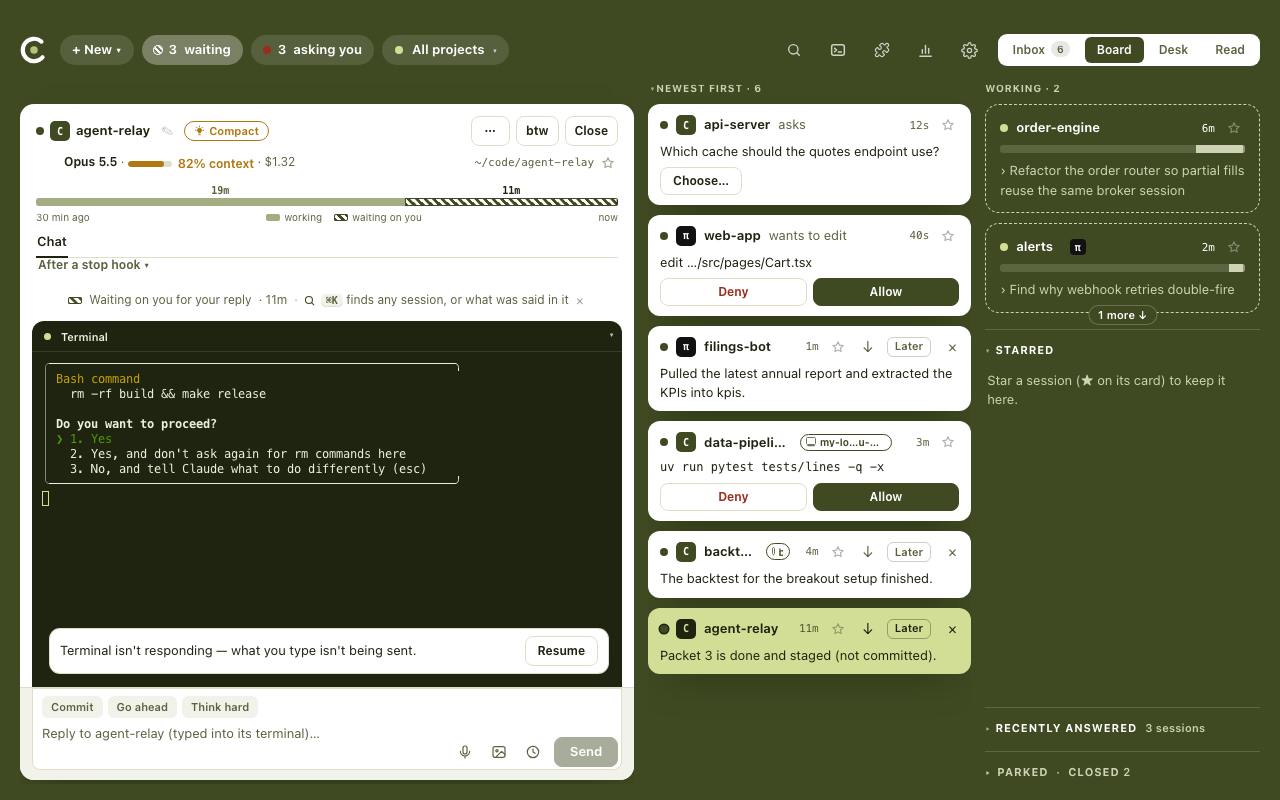 + New ▾
3 waiting
3 asking you
All projects ▾
Inbox 6
Board
Desk
Read
C agent-relay
Compact
···
btw
Close
Opus 5.5 · 82% context · $1.32
~/code/agent-relay
19m
11m
30 min ago
working
waiting on you
now
Chat
After a stop hook ▾
Waiting on you for your reply · 11m · ⌘K finds any session, or what was said in it ×
Terminal
Bash command
rm -rf build && make release
Do you want to proceed?
❯ 1. Yes
2. Yes, and don't ask again for rm commands here
3. No, and tell Claude what to do differently (esc)
Terminal isn't responding — what you type isn't being sent.
Resume
Commit
Go ahead
Think hard
Reply to agent-relay (typed into its terminal)…
Send
NEWEST FIRST · 6
C api-server asks 12s
Which cache should the quotes endpoint use?
Choose...
π web-app wants to edit 40s
edit …/src/pages/Cart.tsx
Deny
Allow
π filings-bot 1m ↓ Later ×
Pulled the latest annual report and extracted the
KPIs into kpis.
C data-pipeli… my-lo…u-… 3m
uv run pytest tests/lines -q -x
Deny
Allow
C backt… 4m ↓ Later ×
The backtest for the breakout setup finished.
C agent-relay 11m ↓ Later ×
Packet 3 is done and staged (not committed).
WORKING · 2
order-engine 6m
› Refactor the order router so partial fills
reuse the same broker session
alerts π 2m
› Find why webhook retries double-fire
1 more ↓
STARRED
Star a session (★ on its card) to keep it
here.
RECENTLY ANSWERED 3 sessions
PARKED · CLOSED 2